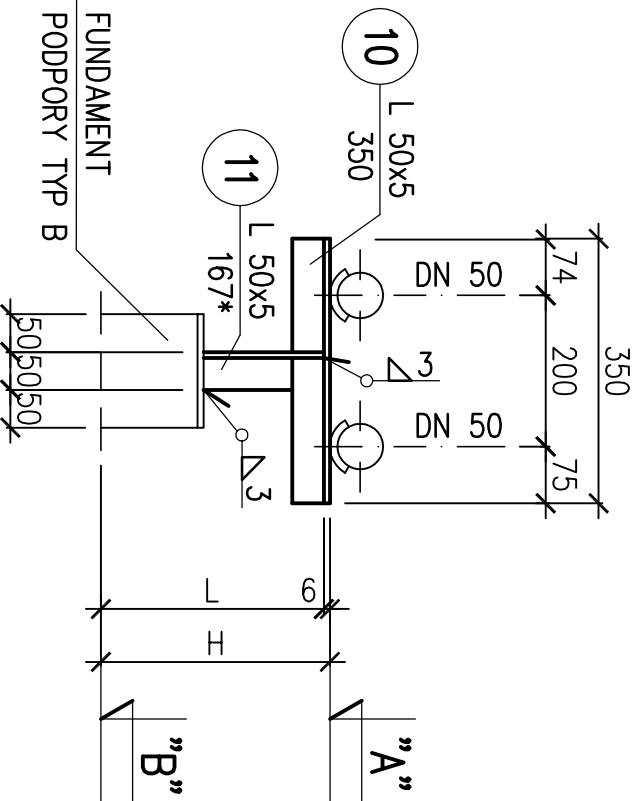 350
74
200
75
DN 50
DN 50
10
L 50x5
350
11
L 50x5
167*
3
3
FUNDAMENT
PODPORY TYP B
50
50
50
6
L
H
"A"
"B"